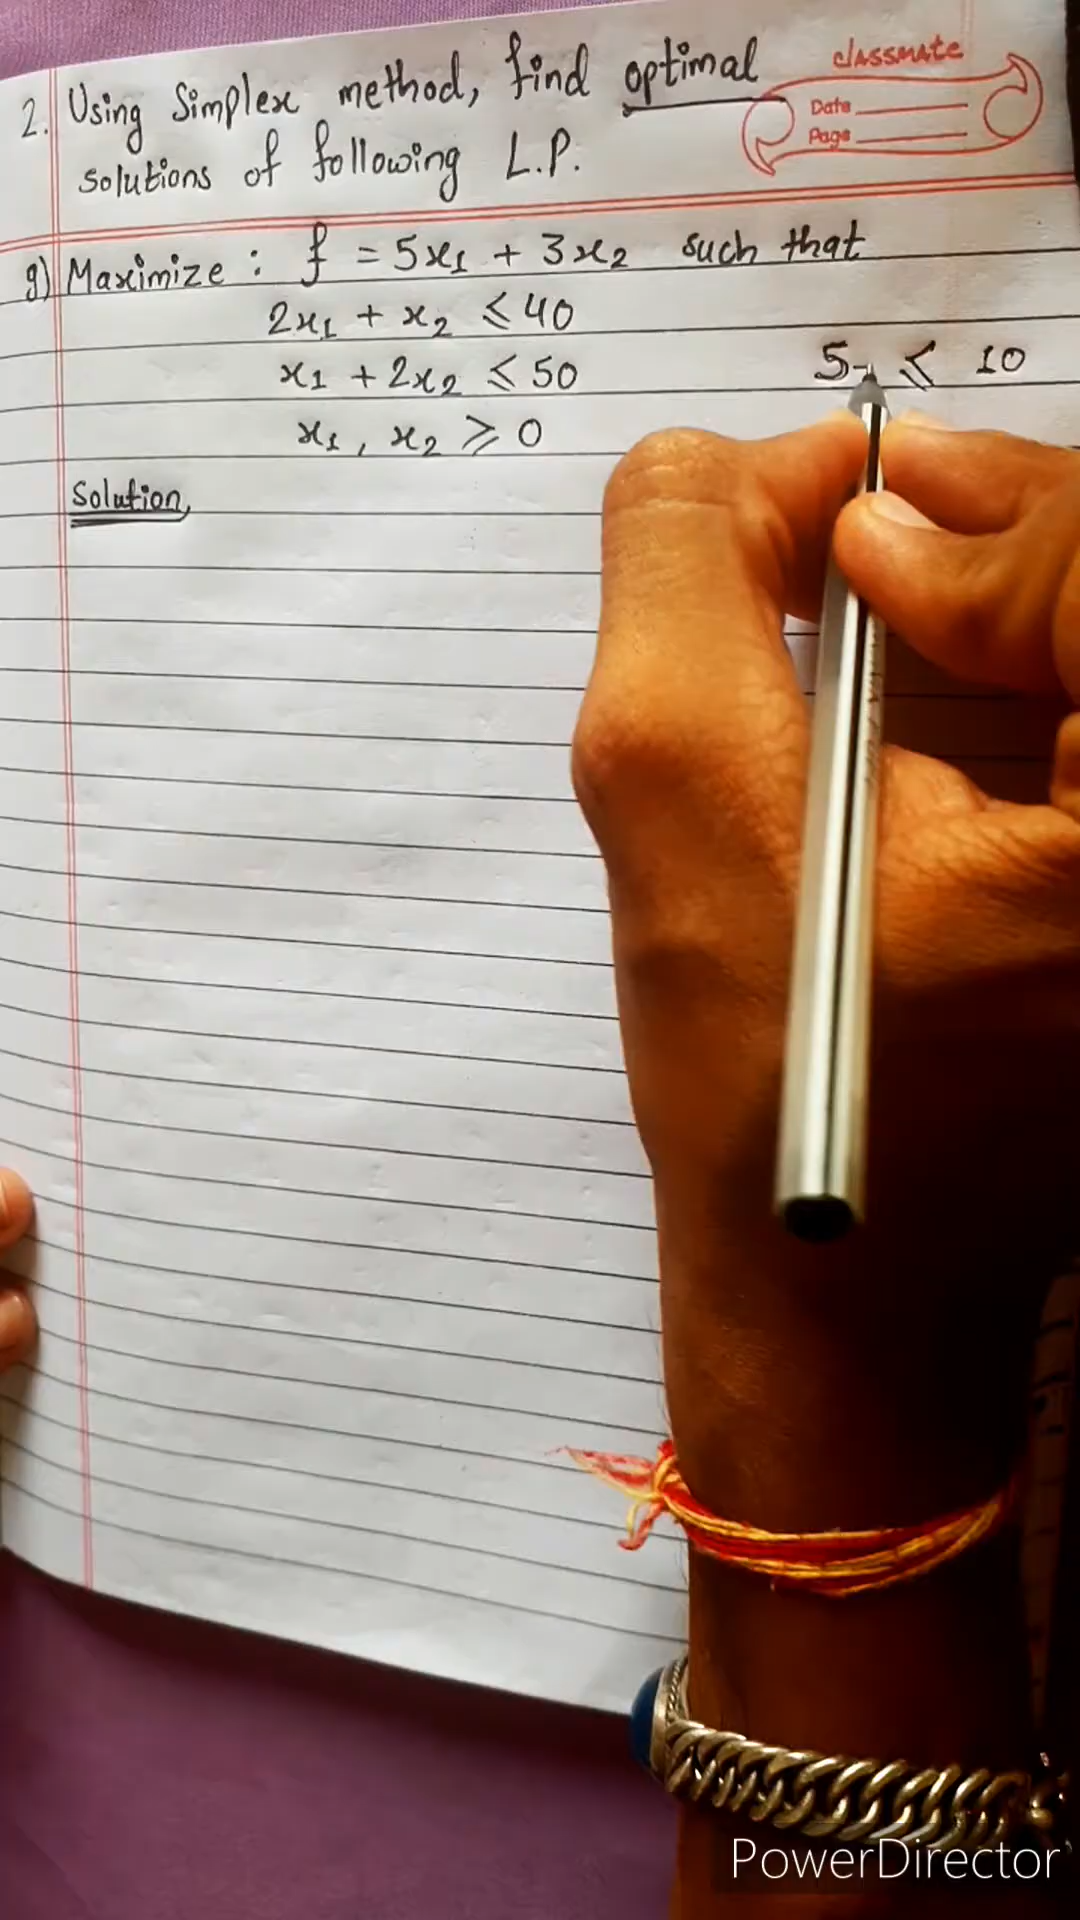 classmate
Date
Page
2. Using Simplex method, find optimal
solutions of following L.P.
g) Maximize : f = 5x₁ + 3x₂ such that
2x₁ + x₂ ⩽ 40
x₁ + 2x₂ ⩽ 50
5- ⩽ 10
x₁, x₂ ⩾ 0
Solution,
PowerDirector